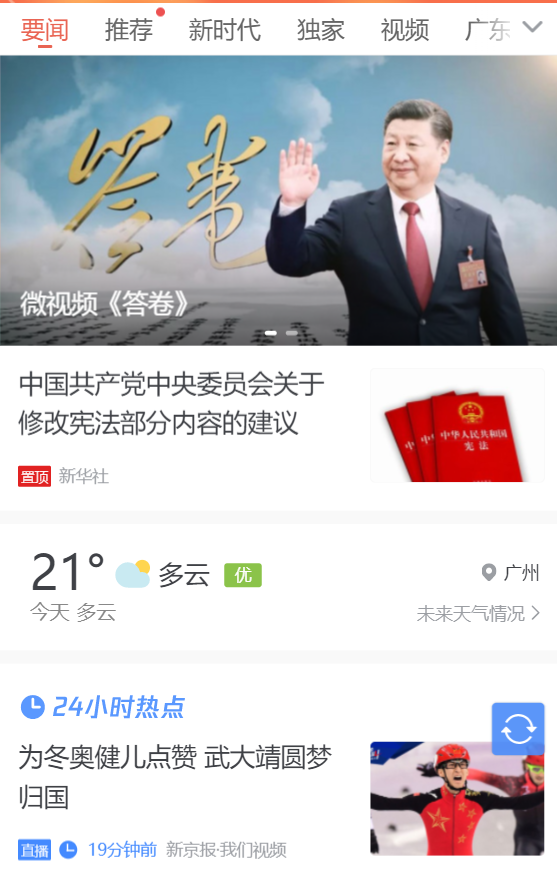 要闻 推荐 新时代 独家 视频 广东
答卷
微视频《答卷》
中国共产党中央委员会关于
修改宪法部分内容的建议
中华人民共和国
宪法
置顶 新华社
21° 多云 优 广州
今天 多云 未来天气情况
24小时热点
为冬奥健儿点赞 武大靖圆梦
归国
直播 19分钟前 新京报·我们视频